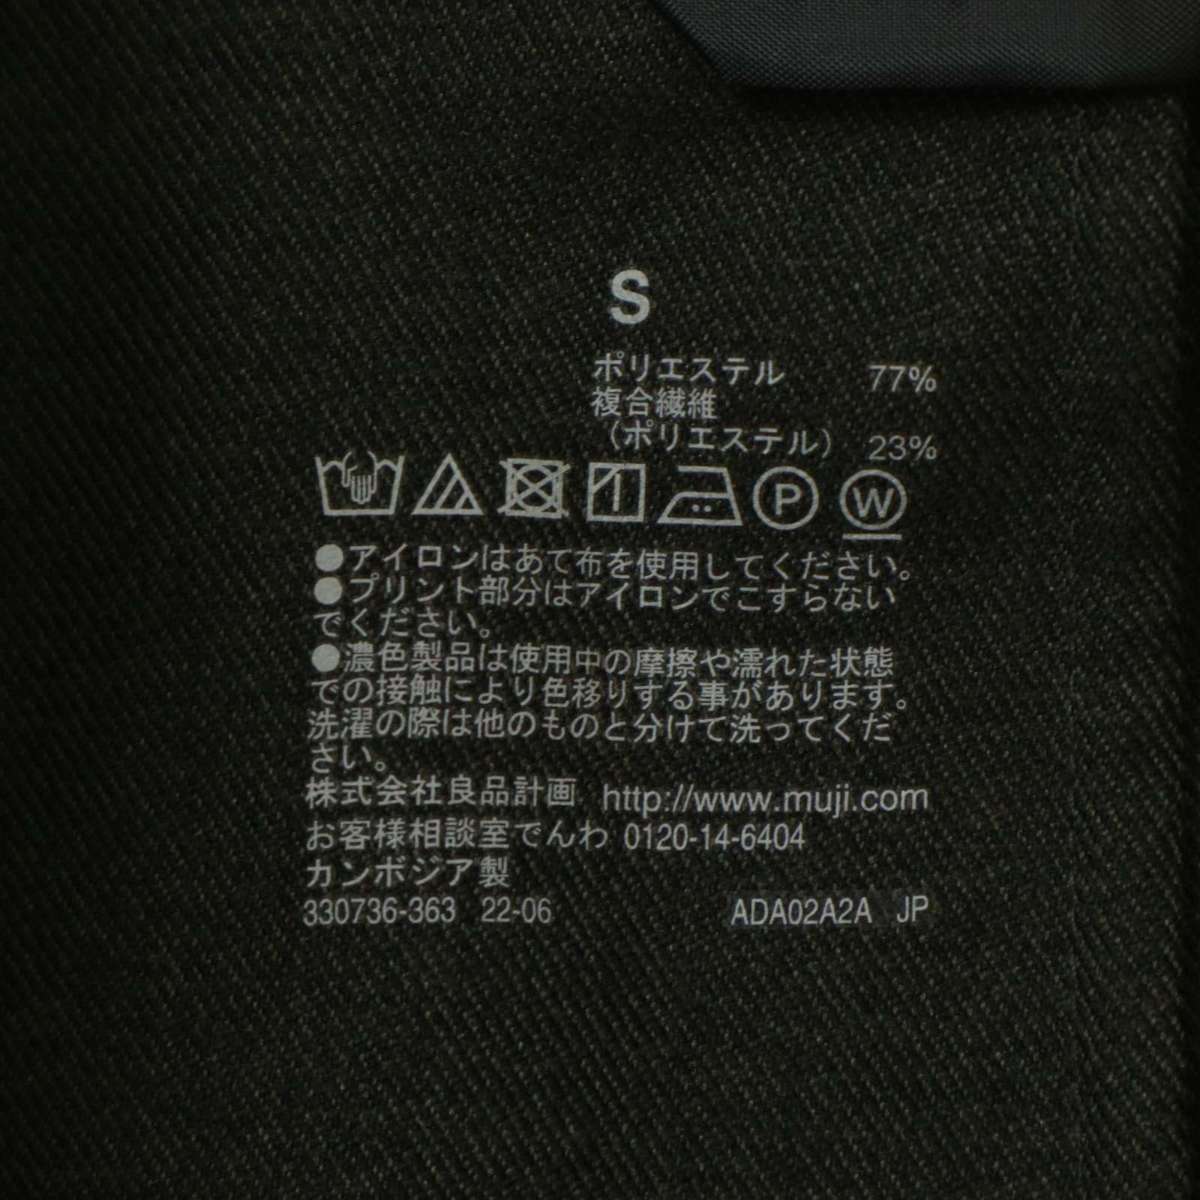 S
ポリエステル 77%
複合繊維
（ポリエステル） 23%
P W
●アイロンはあて布を使用してください。
●プリント部分はアイロンでこすらない
でください。
●濃色製品は使用中の摩擦や濡れた状態
での接触により色移りする事があります。
洗濯の際は他のものと分けて洗ってくだ
さい。
株式会社良品計画 http://www.muji.com
お客様相談室でんわ 0120-14-6404
カンボジア製
330736-363 22-06 ADA02A2A JP